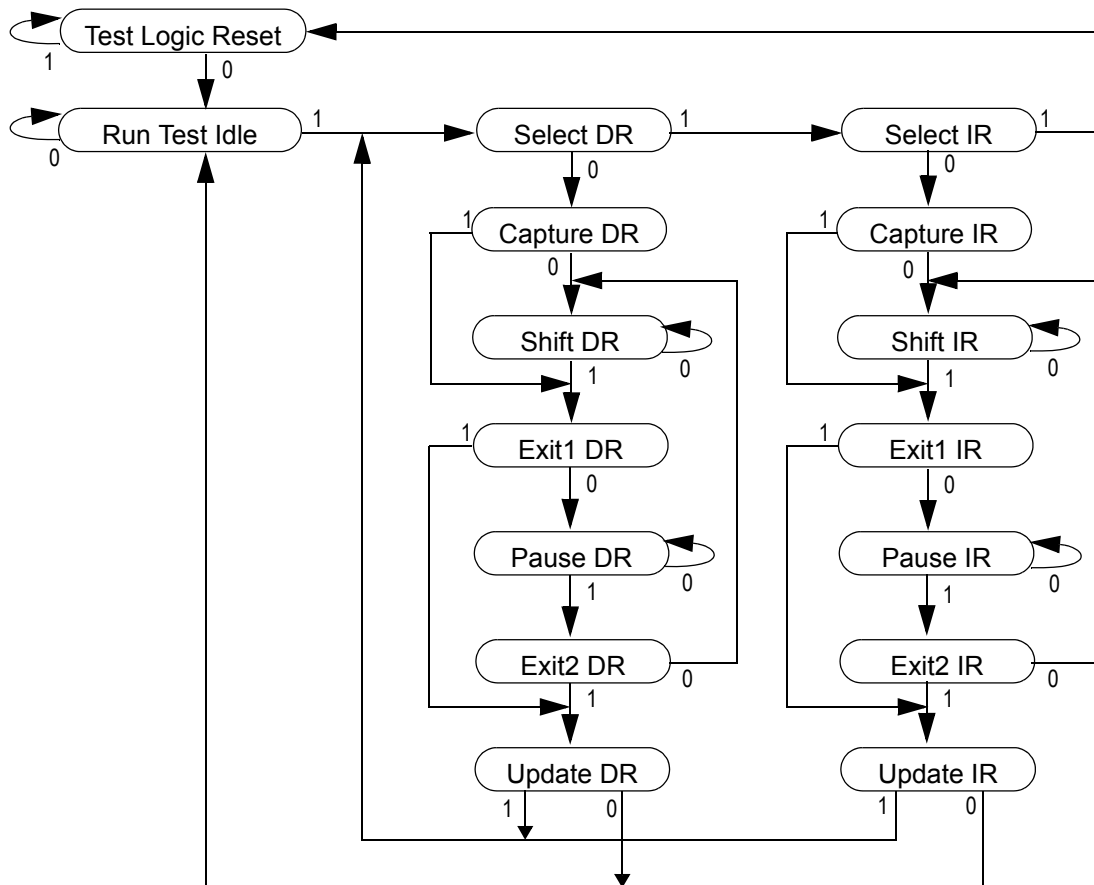 Test Logic Reset
1
0
Run Test Idle
1
0
Select DR
1
0
Select IR
1
0
Capture DR
1
0
Capture IR
1
0
Shift DR
0
1
Shift IR
0
1
Exit1 DR
1
0
Exit1 IR
1
0
Pause DR
0
1
Pause IR
0
1
Exit2 DR
0
1
Exit2 IR
0
1
Update DR
1
0
Update IR
1
0